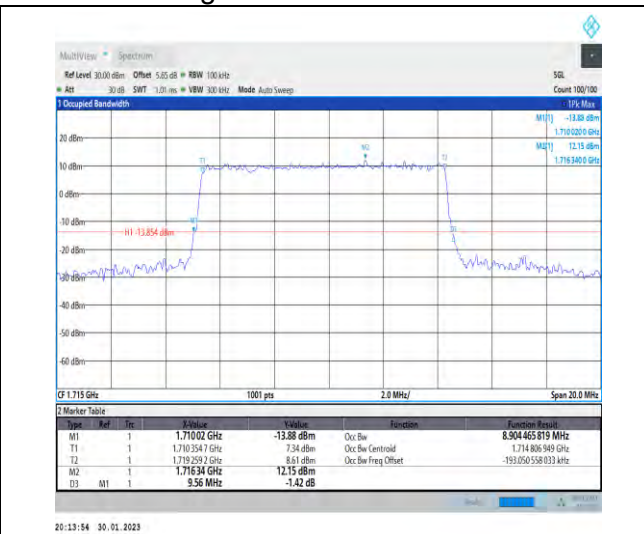 MultiView Spectrum
Ref Level 30.00 dBm Offset 5.65 dB RBW 100 kHz SGL
Att 30 dB SWT 1.01 ms VBW 300 kHz Mode Auto Sweep Count 100/100
1 Occupied Bandwidth 1Pk Max
M1[1] -13.88 dBm
1.710 020 0 GHz
M2[1] 12.15 dBm
1.716 340 0 GHz
20 dBm
M2
T1 T2
10 dBm
0 dBm
-10 dBm
M1
H1 -13.854 dBm
D3
-20 dBm
-30 dBm
-40 dBm
-50 dBm
-60 dBm
CF 1.715 GHz 1001 pts 2.0 MHz/ Span 20.0 MHz
2 Marker Table
Type Ref Trc X-Value Y-Value Function Function Result
M1 1 1.71002 GHz -13.88 dBm Occ Bw 8.904 465 819 MHz
T1 1 1.710 354 7 GHz 7.34 dBm Occ Bw Centroid 1.714 806 949 GHz
T2 1 1.719 259 2 GHz 8.61 dBm Occ Bw Freq Offset -193.050 558 033 kHz
M2 1 1.71634 GHz 12.15 dBm
D3 M1 1 9.56 MHz -1.42 dB
20:13:54 30.01.2023